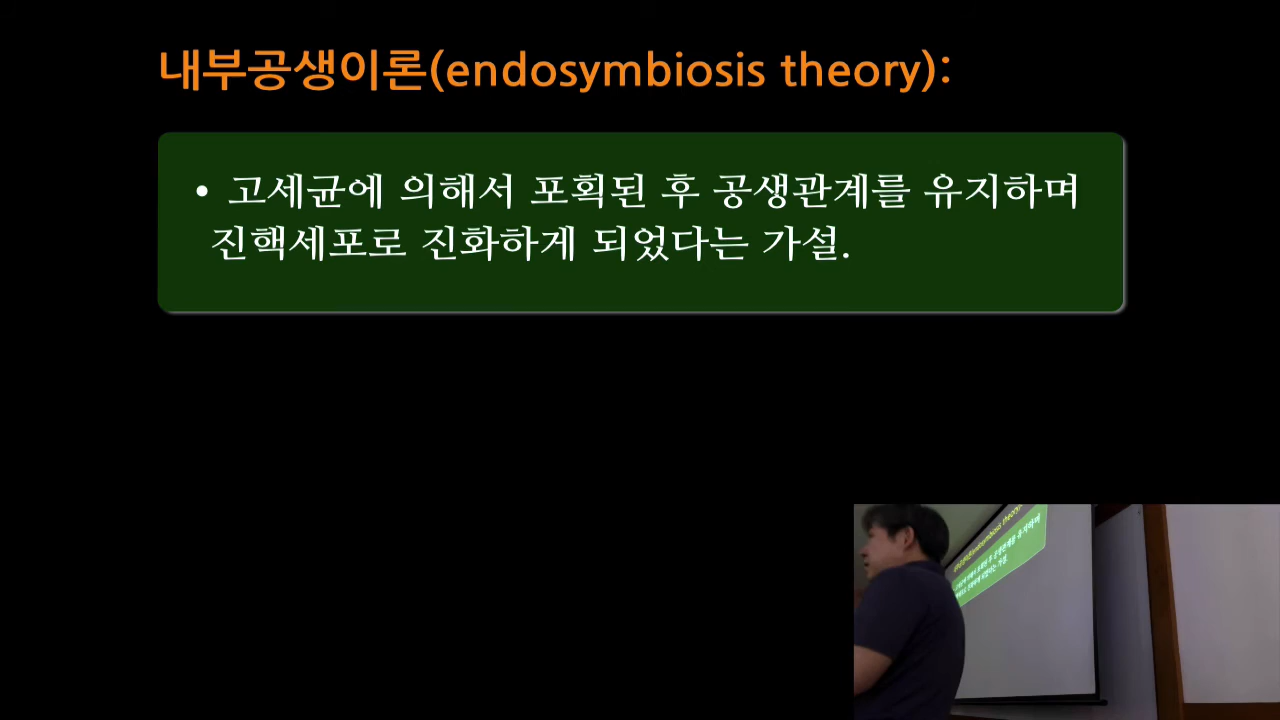 내부공생이론(endosymbiosis theory):
• 고세균에 의해서 포획된 후 공생관계를 유지하며
진핵세포로 진화하게 되었다는 가설.